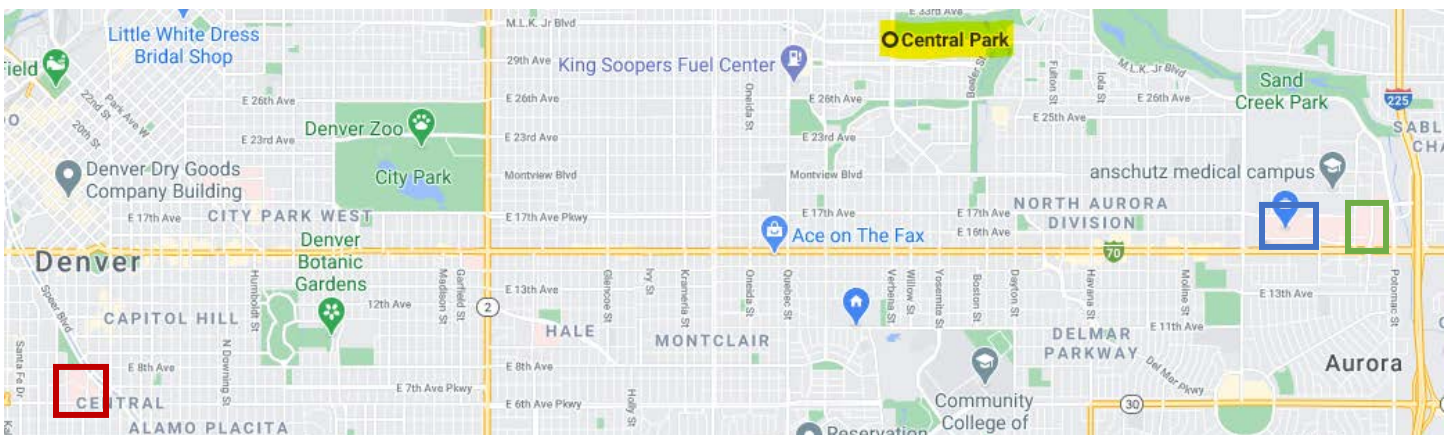 E 33rd Ave
M.L.K. Jr Blvd
Little White Dress
Bridal Shop
Central Park
Field
29th Ave
King Soopers Fuel Center
Beeler St
Fulton St
Iola St
M.L.K. Jr Blvd
Sand
Creek Park
225
22nd St
Park Ave W
20th St
E 26th Ave
E 26th Ave
Oneida St
E 26th Ave
E 26th Ave
E 25th Ave
SABL
CHA
Denver Zoo
E 23rd Ave
E 23rd Ave
E 23rd Ave
Denver Dry Goods
Company Building
City Park
Montview Blvd
Montview Blvd
anschutz medical campus
E 17th Ave
CITY PARK WEST
E 17th Ave Pkwy
E 17th Ave
E 17th Ave
NORTH AURORA
DIVISION
E 16th Ave
Ace on The Fax
70
Denver
Denver
Botanic
Gardens
Speer Blvd
Humboldt St
Madison St
Garfield St
12th Ave
2
E 13th Ave
Glencoe St
Ivy St
Krameria St
Oneida St
Quebec St
Verbena St
Willow St
Yosemite St
Boston St
Dayton St
Havana St
Moline St
E 13th Ave
Potomac St
CAPITOL HILL
HALE
MONTCLAIR
DELMAR
PARKWAY
E 11th Ave
Del Mar Pkwy
Aurora
Santa Fe Dr
E 8th Ave
N Downing St
E 7th Ave Pkwy
E 8th Ave
E 6th Ave Pkwy
Holly St
CENTRAL
ALAMO PLACITA
Community
College of
Reservation
30